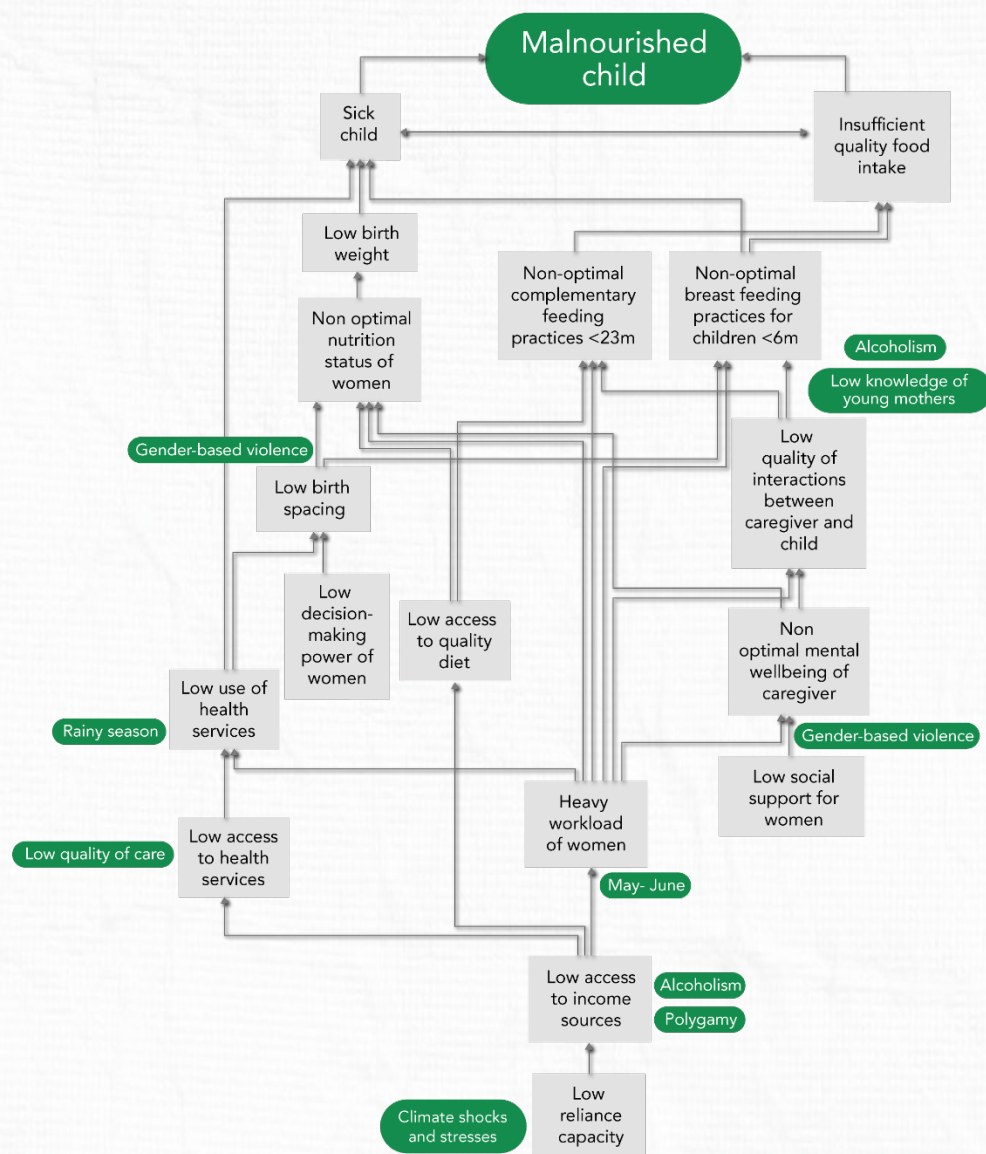 Malnourished
child
Sick
child
Insufficient
quality food
intake
Low birth
weight
Non-optimal
complementary
feeding
practices <23m
Non-optimal
breast feeding
practices for
children <6m
Non optimal
nutrition
status of
women
Alcoholism
Low knowledge of
young mothers
Gender-based violence
Low
quality of
interactions
between
caregiver and
child
Low birth
spacing
Low
decision-
making
power of
women
Low access
to quality
diet
Non
optimal mental
wellbeing of
caregiver
Low use of
health
services
Rainy season
Gender-based violence
Low social
support for
women
Heavy
workload
of women
Low access
to health
services
Low quality of care
May- June
Low access
to income
sources
Alcoholism
Polygamy
Low
reliance
capacity
Climate shocks
and stresses